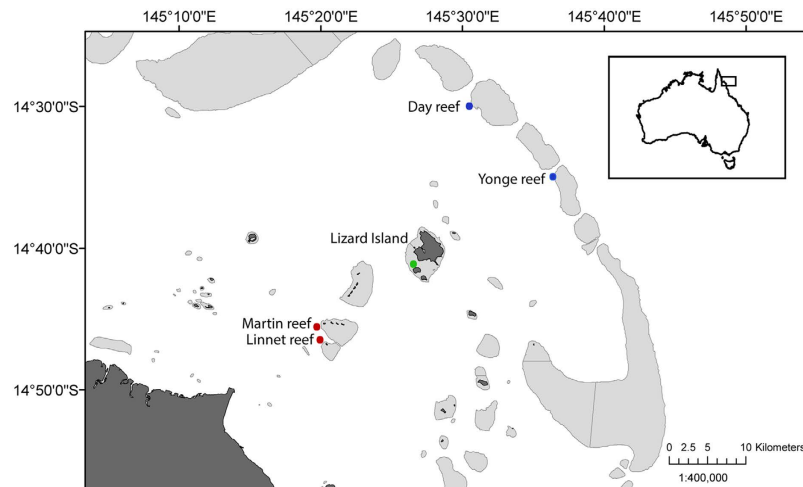 145°10'0"E 145°20'0"E 145°30'0"E 145°40'0"E 145°50'0"E
14°30'0"S
Day reef
Yonge reef
14°40'0"S
Lizard Island
Martin reef
Linnet reef
14°50'0"S
0 2.5 5 10 Kilometers
1:400,000